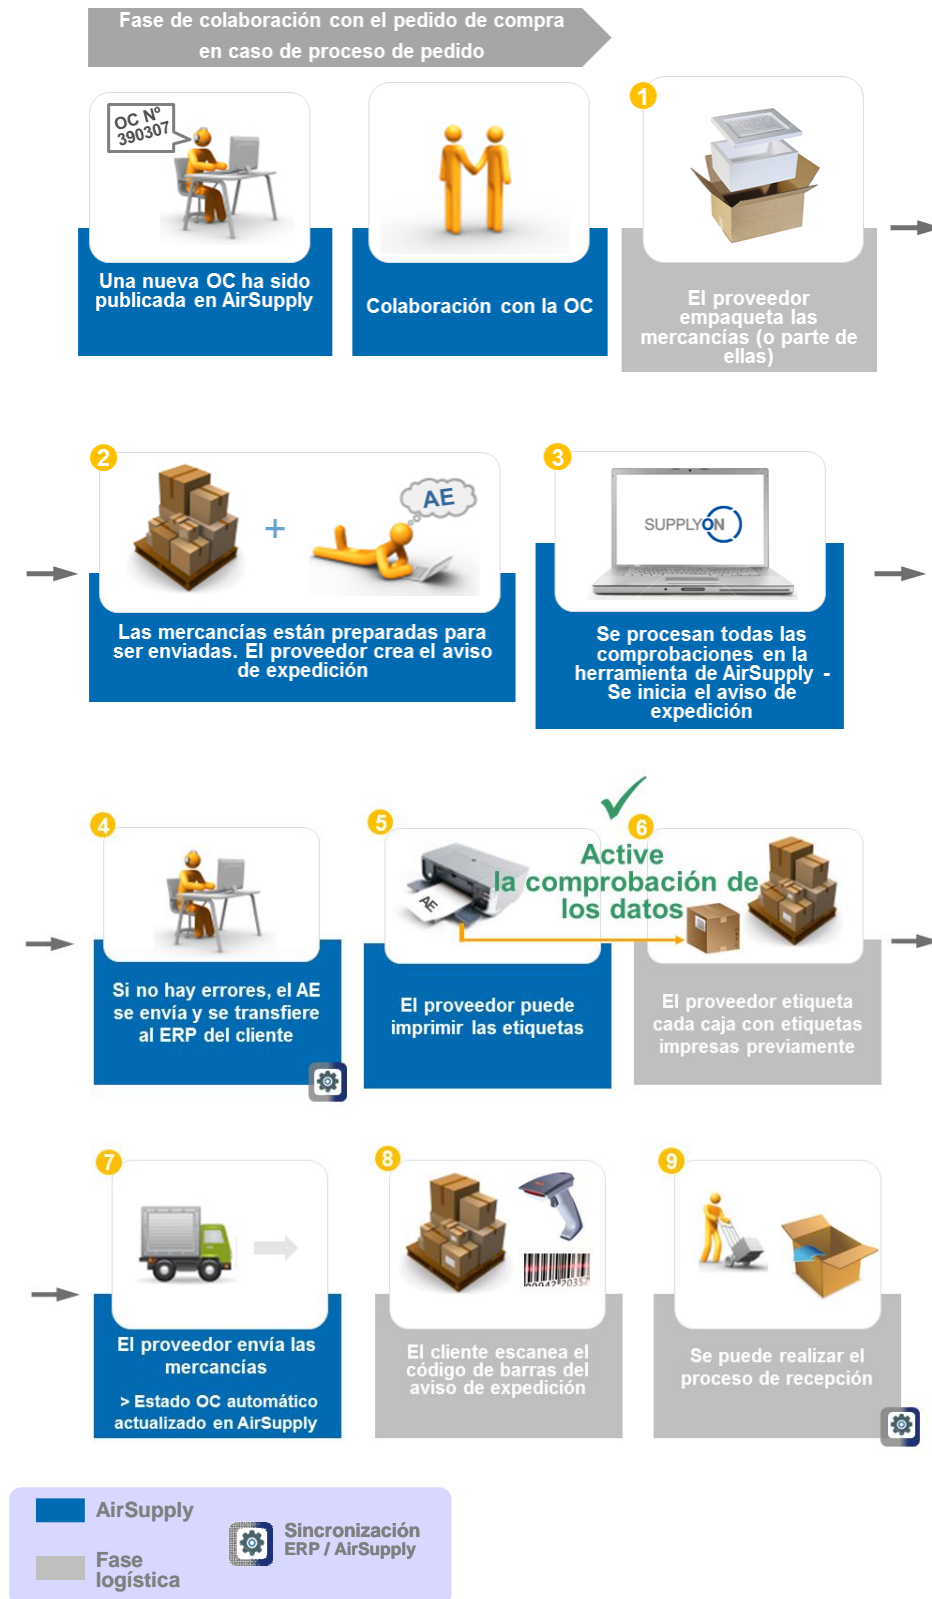 Fase de colaboración con el pedido de compra
en caso de proceso de pedido
OC Nº
390307
Una nueva OC ha sido
publicada en AirSupply
Colaboración con la OC
1
El proveedor
empaqueta las
mercancías (o parte de
ellas)
2
+
AE
Las mercancías están preparadas para
ser enviadas. El proveedor crea el aviso
de expedición
3
SUPPLYON
Se procesan todas las
comprobaciones en la
herramienta de AirSupply -
Se inicia el aviso de
expedición
4
Si no hay errores, el AE
se envía y se transfiere
al ERP del cliente
5
AE
El proveedor puede
imprimir las etiquetas
Active
la comprobación de
los datos
6
El proveedor etiqueta
cada caja con etiquetas
impresas previamente
7
El proveedor envía las
mercancías
> Estado OC automático
actualizado en AirSupply
8
El cliente escanea el
código de barras del
aviso de expedición
9
Se puede realizar el
proceso de recepción
AirSupply
Fase
logística
Sincronización
ERP / AirSupply